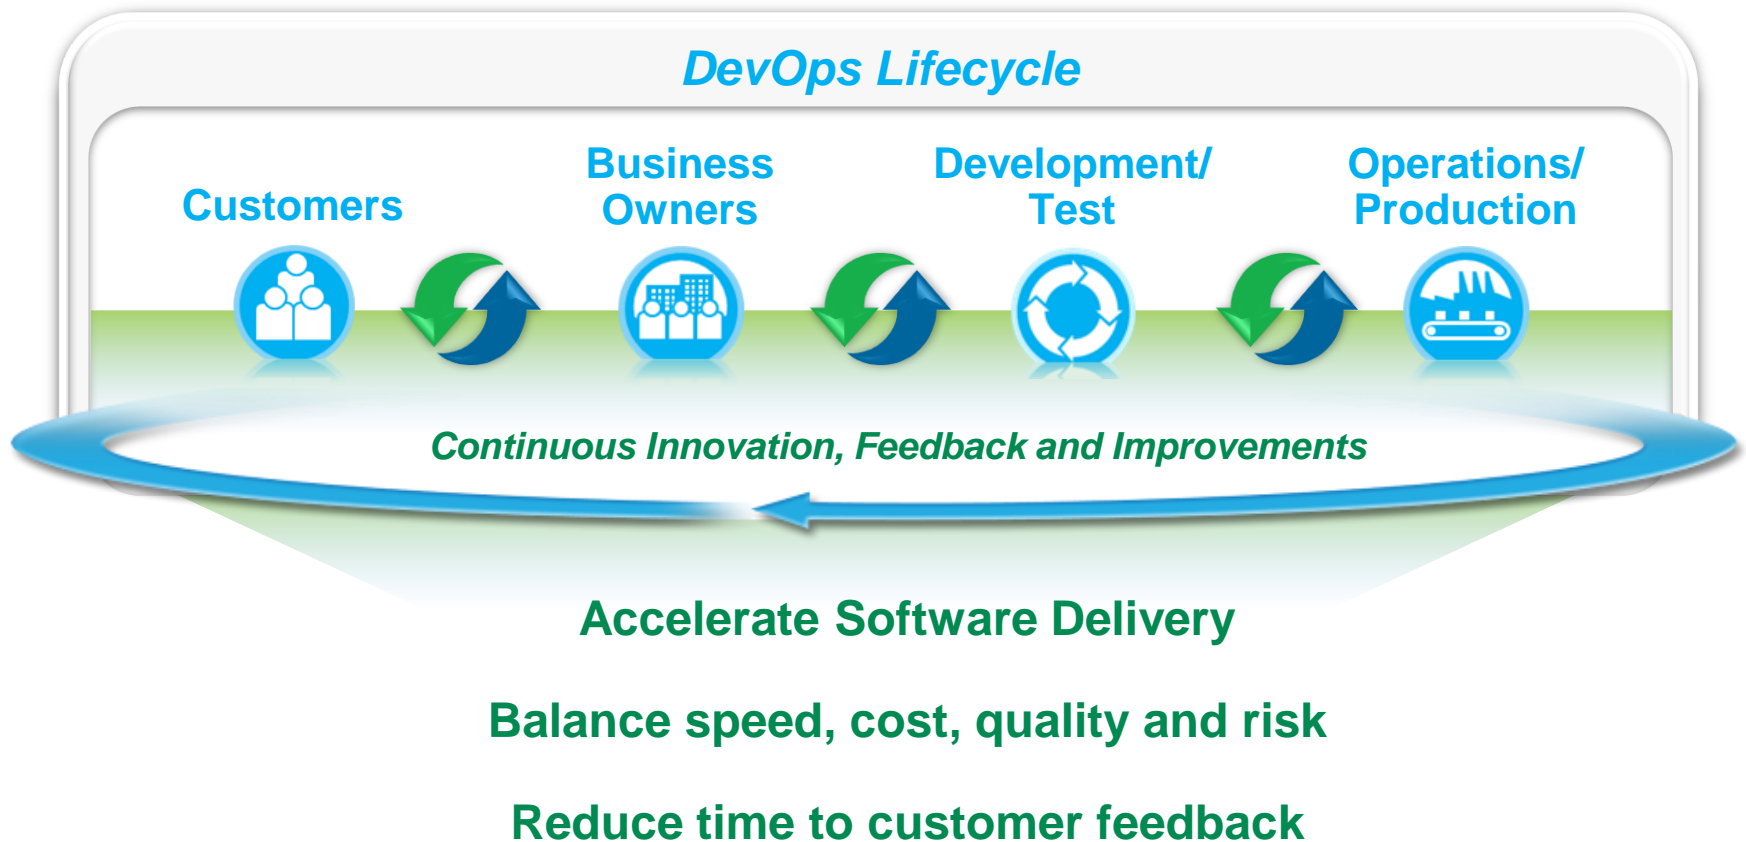 DevOps Lifecycle
Customers
Business
Owners
Development/
Test
Operations/
Production
Continuous Innovation, Feedback and Improvements
Accelerate Software Delivery
Balance speed, cost, quality and risk
Reduce time to customer feedback